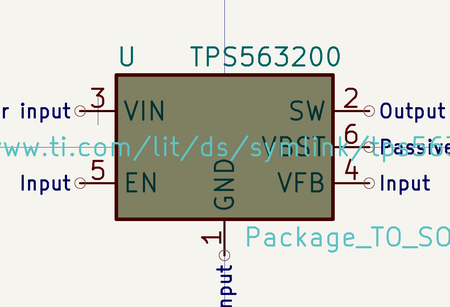 U TPS563200
r input 3 VIN SW 2 Output
VBST 6 Passive
www.ti.com/lit/ds/symlink/tps563
Input 5 EN GND VFB 4 Input
1 Package_TO_SO
nput